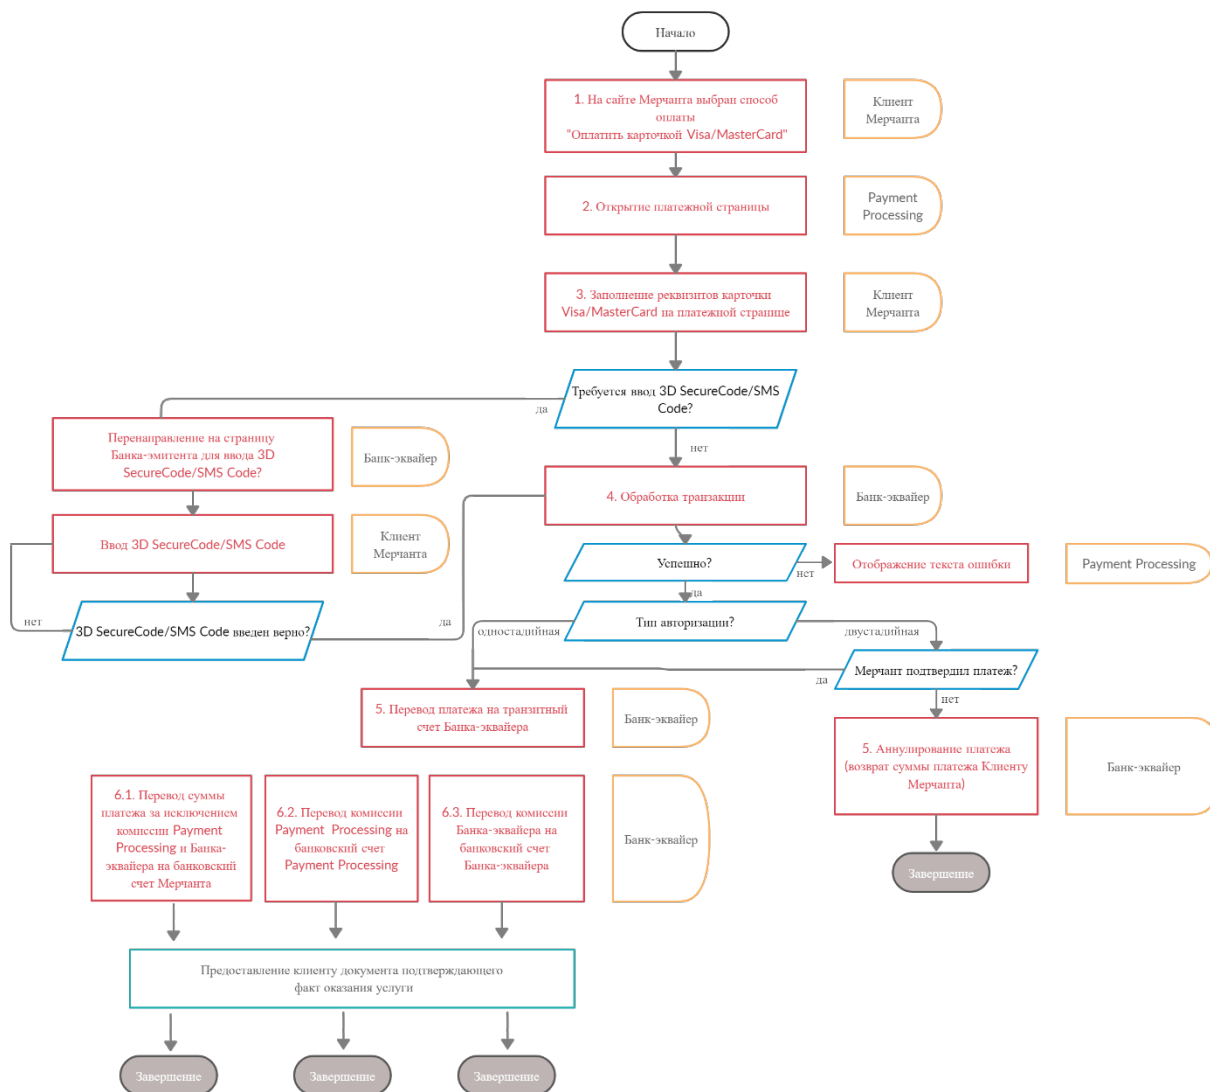 Начало
1. На сайте Мерчанта выбран способ
оплаты
"Оплатить карточкой Visa/MasterCard"
Клиент
Мерчанта
2. Открытие платежной страницы
Payment
Processing
3. Заполнение реквизитов карточки
Visa/MasterCard на платежной странице
Клиент
Мерчанта
Требуется ввод 3D SecureCode/SMS
Code?
да
нет
Перенаправление на страницу
Банка-эмитента для ввода 3D
SecureCode/SMS Code?
Банк-эквайер
4. Обработка транзакции
Банк-эквайер
Ввод 3D SecureCode/SMS Code
Клиент
Мерчанта
Успешно?
нет
Отображение текста ошибки
Payment Processing
да
3D SecureCode/SMS Code введен верно?
нет
да
Тип авторизации?
одностадийная
двустадийная
Мерчант подтвердил платеж?
да
нет
5. Перевод платежа на транзитный
счет Банка-эквайера
Банк-эквайер
5. Аннулирование платежа
(возврат суммы платежа Клиенту
Мерчанта)
Банк-эквайер
6.1. Перевод суммы
платежа за исключением
комиссии Payment
Processing и Банка-
эквайера на банковский
счет Мерчанта
6.2. Перевод комиссии
Payment Processing на
банковский счет
Payment Processing
6.3. Перевод комиссии
Банка-эквайера на
банковский счет
Банка-эквайера
Банк-эквайер
Завершение
Предоставление клиенту документа подтверждающего
факт оказания услуги
Завершение
Завершение
Завершение